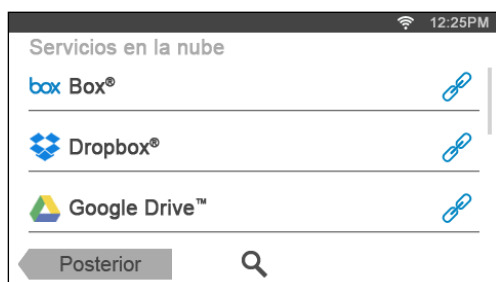 12:25PM
Servicios en la nube
box Box®
Dropbox®
Google Drive™
Posterior